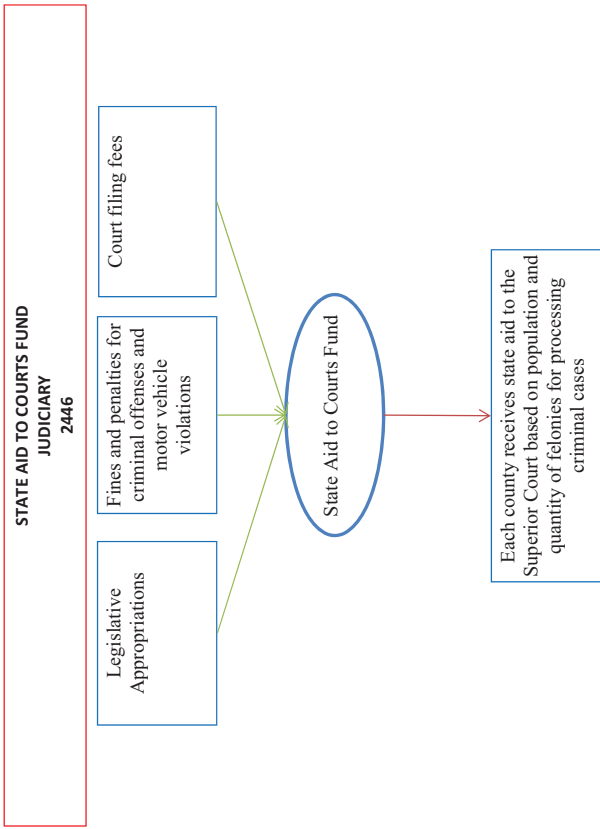 STATE AID TO COURTS FUND
JUDICIARY
2446
Legislative
Appropriations
Fines and penalties for
criminal offenses and
motor vehicle
violations
Court filing fees
State Aid to Courts Fund
Each county receives state aid to the
Superior Court based on population and
quantity of felonies for processing
criminal cases